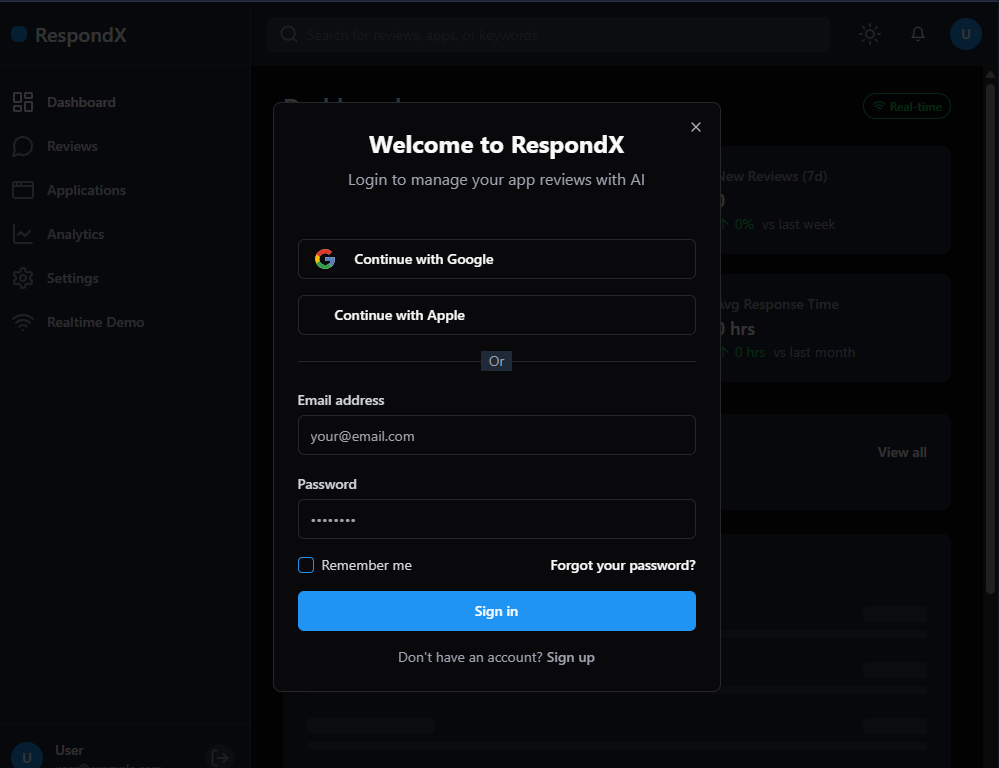 RespondX
Search for reviews, apps, or keywords
U
Dashboard
Reviews
Applications
Analytics
Settings
Realtime Demo
Real-time
New Reviews (7d)
0
↑ 0% vs last week
Avg Response Time
0 hrs
↑ 0 hrs vs last month
View all
Welcome to RespondX
Login to manage your app reviews with AI
Continue with Google
Continue with Apple
Or
Email address
your@email.com
Password
••••••••
Remember me
Forgot your password?
Sign in
Don't have an account? Sign up
U
User